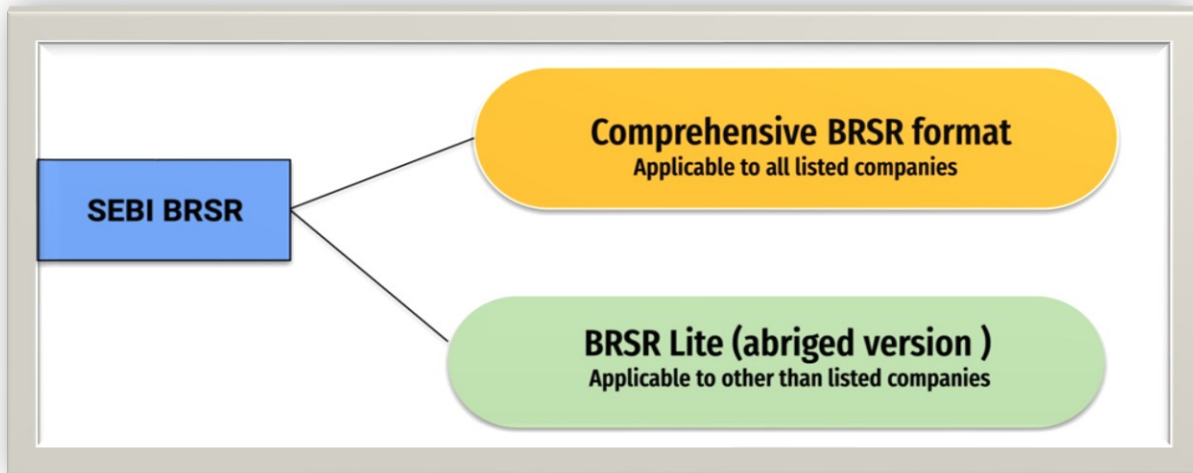 SEBI BRSR
Comprehensive BRSR format
Applicable to all listed companies
BRSR Lite (abriged version )
Applicable to other than listed companies